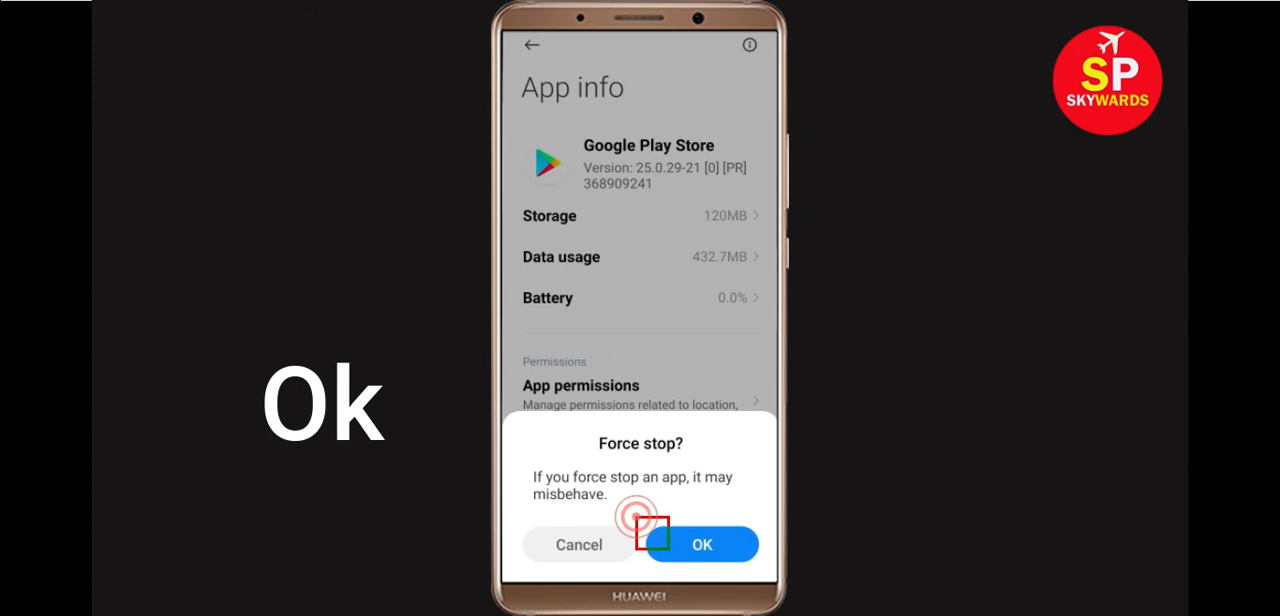 App info
Google Play Store
Version: 25.0.29-21 [0] [PR]
368909241
Storage 120MB
Data usage 432.7MB
Battery 0.0%
Permissions
App permissions
Manage permissions related to location,
Force stop?
If you force stop an app, it may
misbehave.
Cancel OK
HUAWEI
Ok
SP
SKYWARDS